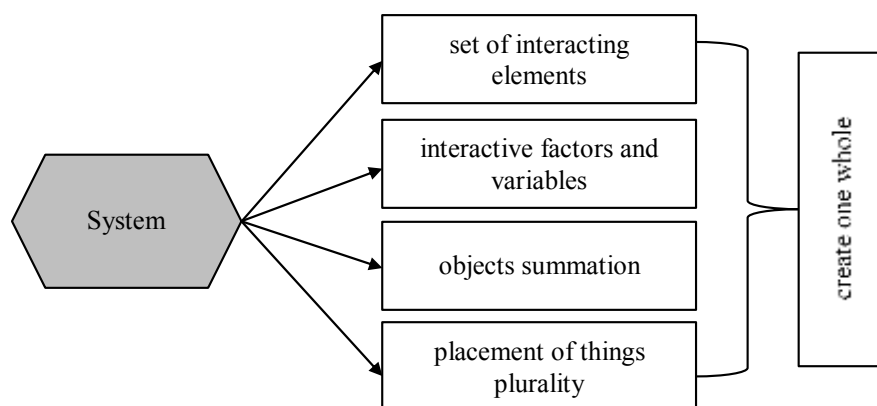 System
set of interacting
elements
interactive factors and
variables
objects summation
placement of things
plurality
create one whole